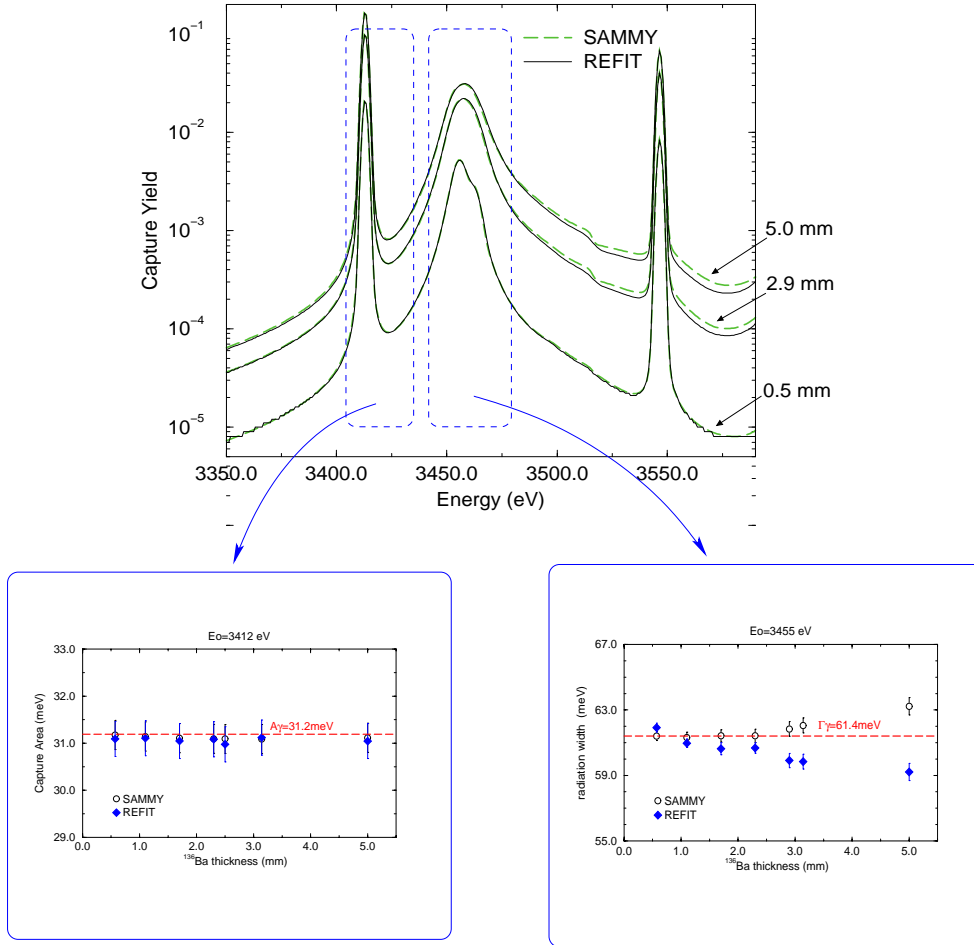 SAMMY
REFIT
10⁻¹
10⁻²
10⁻³
10⁻⁴
10⁻⁵
Capture Yield
5.0 mm
2.9 mm
0.5 mm
3350.0 3400.0 3450.0 3500.0 3550.0
Energy (eV)
Eo=3412 eV
33.0
32.0
31.0
30.0
29.0
Capture Area (meV)
Aγ=31.2meV
SAMMY
REFIT
0.0 1.0 2.0 3.0 4.0 5.0
¹³⁶Ba thickness (mm)
Eo=3455 eV
67.0
63.0
59.0
55.0
radiation width (meV)
Γγ=61.4meV
SAMMY
REFIT
0.0 1.0 2.0 3.0 4.0 5.0
¹³⁶Ba thickness (mm)